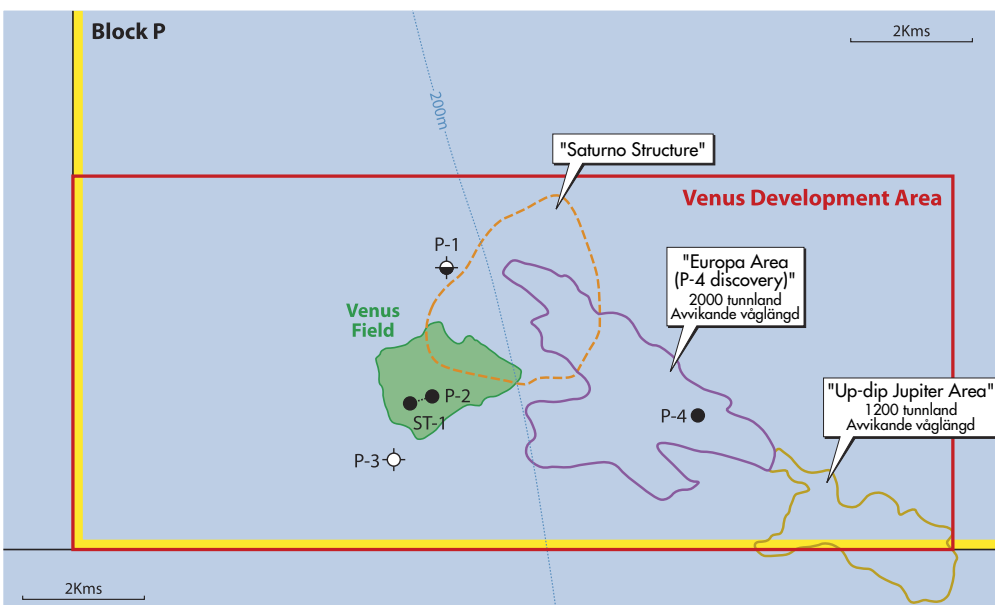 Block P
2Kms
200m
"Saturno Structure"
Venus Development Area
P-1
"Europa Area
(P-4 discovery)"
2000 tunnland
Avvikande våglängd
Venus
Field
"Up-dip Jupiter Area"
1200 tunnland
Avvikande våglängd
P-2
ST-1
P-4
P-3
2Kms